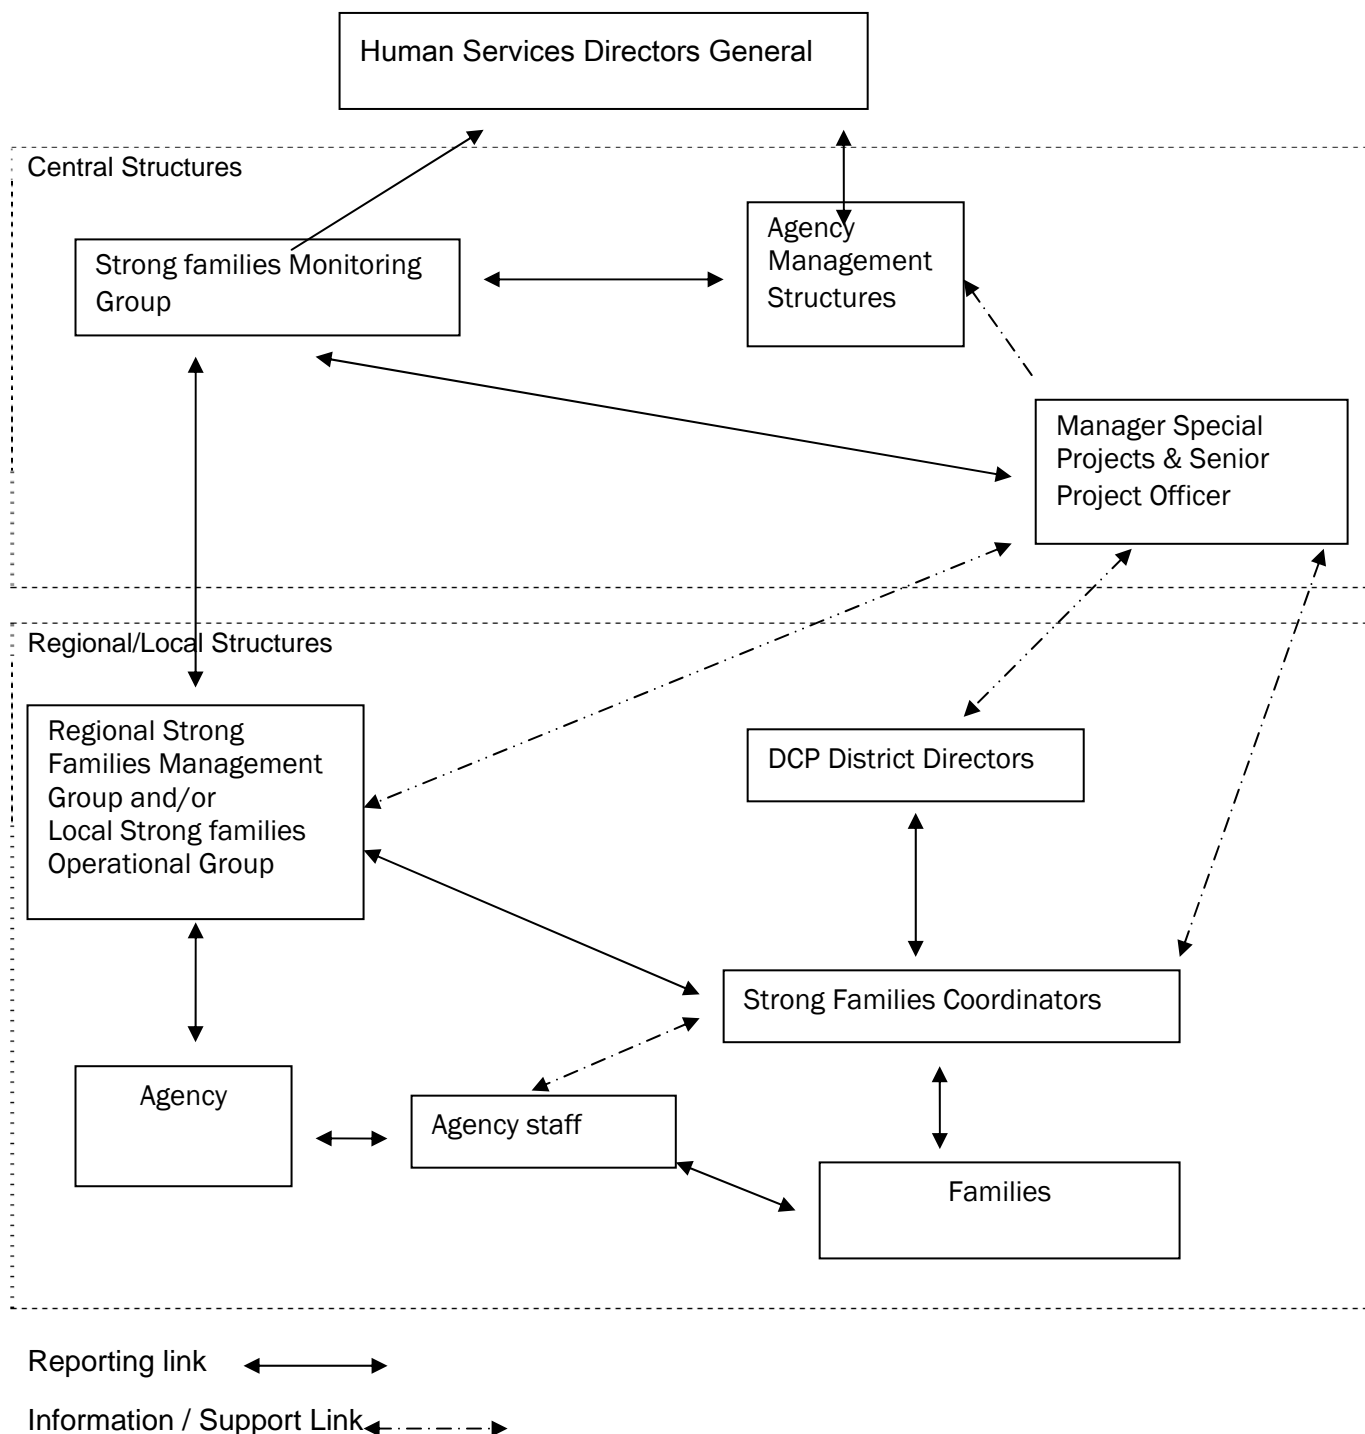 Human Services Directors General
Central Structures
Agency
Management
Structures
Strong families Monitoring
Group
Manager Special
Projects & Senior
Project Officer
Regional/Local Structures
Regional Strong
Families Management
Group and/or
Local Strong families
Operational Group
DCP District Directors
Strong Families Coordinators
Agency
Agency staff
Families
Reporting link
Information / Support Link